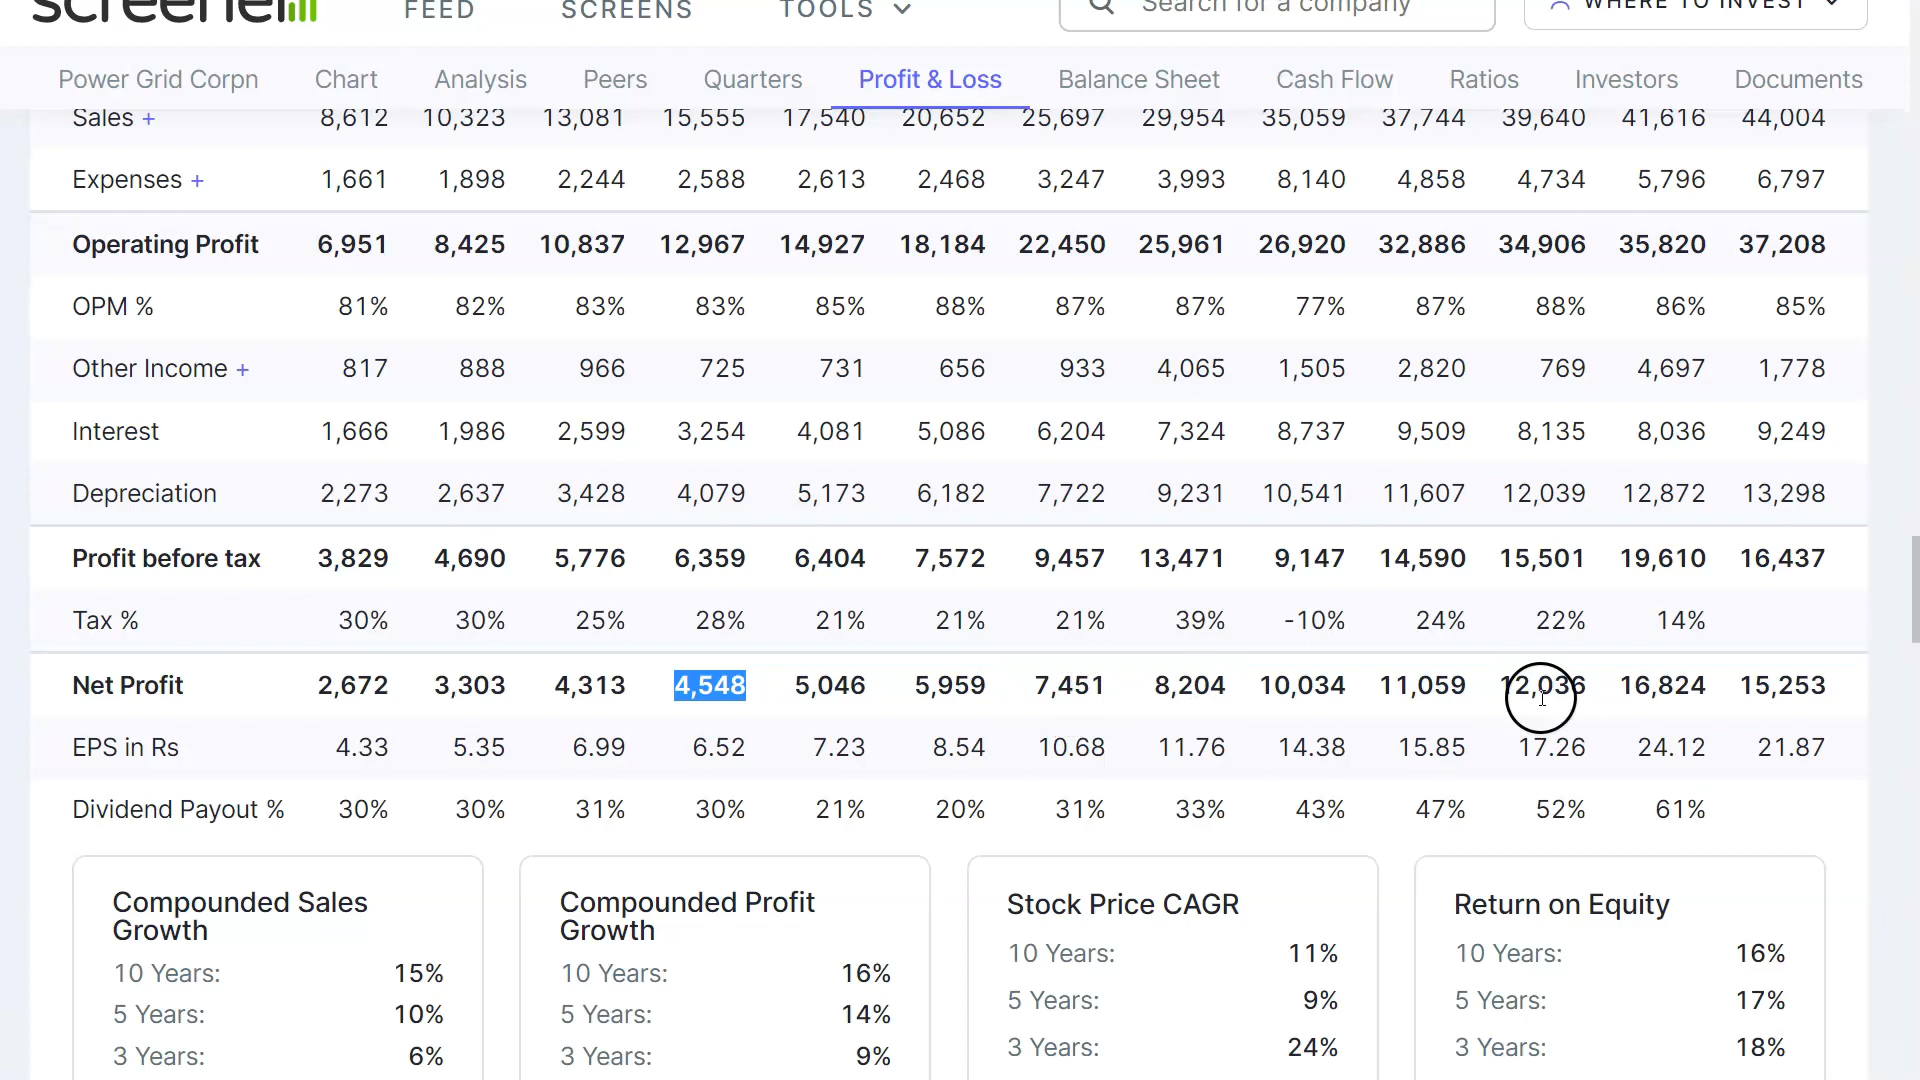 screener
FEED SCREENS TOOLS Search for a company WHERE TO INVEST
Power Grid Corpn Chart Analysis Peers Quarters Profit & Loss Balance Sheet Cash Flow Ratios Investors Documents
Sales + 8,612 10,323 13,081 15,555 17,540 20,652 25,697 29,954 35,059 37,744 39,640 41,616 44,004
Expenses + 1,661 1,898 2,244 2,588 2,613 2,468 3,247 3,993 8,140 4,858 4,734 5,796 6,797
Operating Profit 6,951 8,425 10,837 12,967 14,927 18,184 22,450 25,961 26,920 32,886 34,906 35,820 37,208
OPM % 81% 82% 83% 83% 85% 88% 87% 87% 77% 87% 88% 86% 85%
Other Income + 817 888 966 725 731 656 933 4,065 1,505 2,820 769 4,697 1,778
Interest 1,666 1,986 2,599 3,254 4,081 5,086 6,204 7,324 8,737 9,509 8,135 8,036 9,249
Depreciation 2,273 2,637 3,428 4,079 5,173 6,182 7,722 9,231 10,541 11,607 12,039 12,872 13,298
Profit before tax 3,829 4,690 5,776 6,359 6,404 7,572 9,457 13,471 9,147 14,590 15,501 19,610 16,437
Tax % 30% 30% 25% 28% 21% 21% 21% 39% -10% 24% 22% 14%
Net Profit 2,672 3,303 4,313 4,548 5,046 5,959 7,451 8,204 10,034 11,059 12,036 16,824 15,253
EPS in Rs 4.33 5.35 6.99 6.52 7.23 8.54 10.68 11.76 14.38 15.85 17.26 24.12 21.87
Dividend Payout % 30% 30% 31% 30% 21% 20% 31% 33% 43% 47% 52% 61%
Compounded Sales
Growth
10 Years: 15%
5 Years: 10%
3 Years: 6%
Compounded Profit
Growth
10 Years: 16%
5 Years: 14%
3 Years: 9%
Stock Price CAGR
10 Years: 11%
5 Years: 9%
3 Years: 24%
Return on Equity
10 Years: 16%
5 Years: 17%
3 Years: 18%